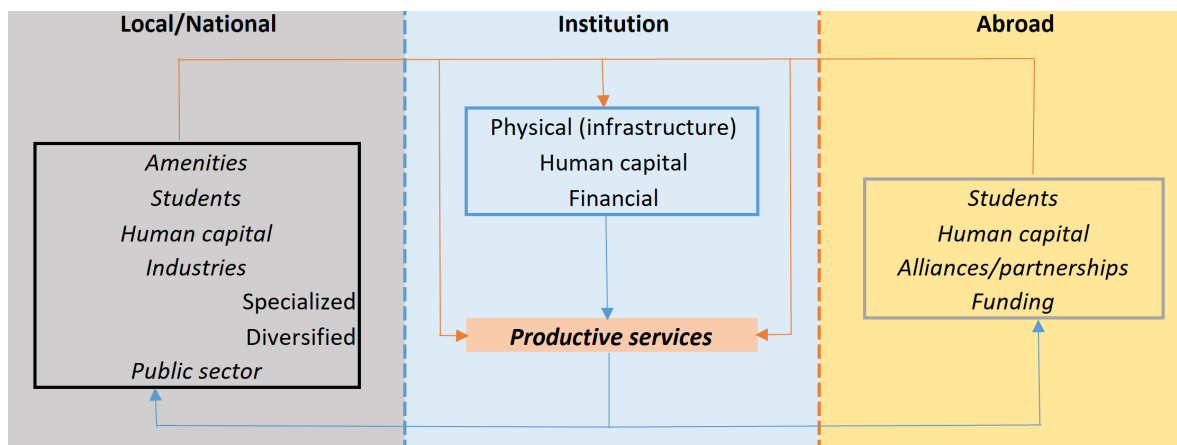 Local/National
Institution
Abroad
Amenities
Students
Human capital
Industries
Specialized
Diversified
Public sector
Physical (infrastructure)
Human capital
Financial
Productive services
Students
Human capital
Alliances/partnerships
Funding